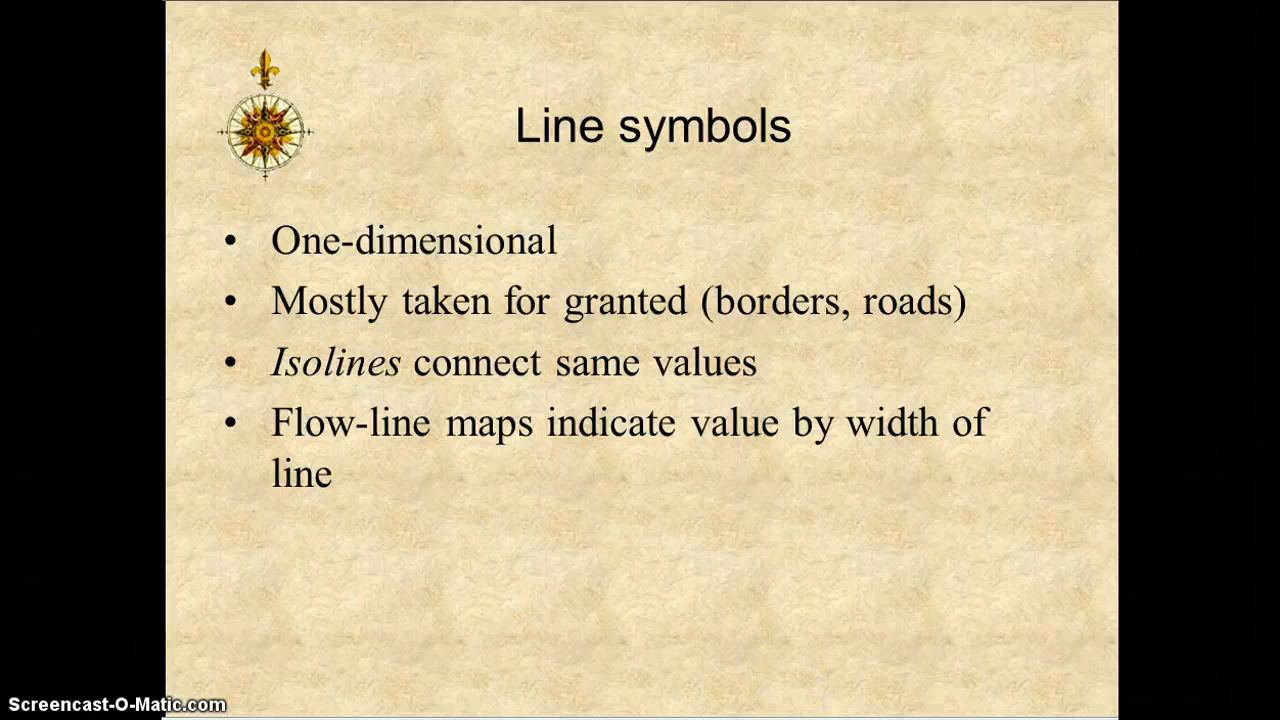 Line symbols
• One-dimensional
• Mostly taken for granted (borders, roads)
• Isolines connect same values
• Flow-line maps indicate value by width of
line
Screencast-O-Matic.com